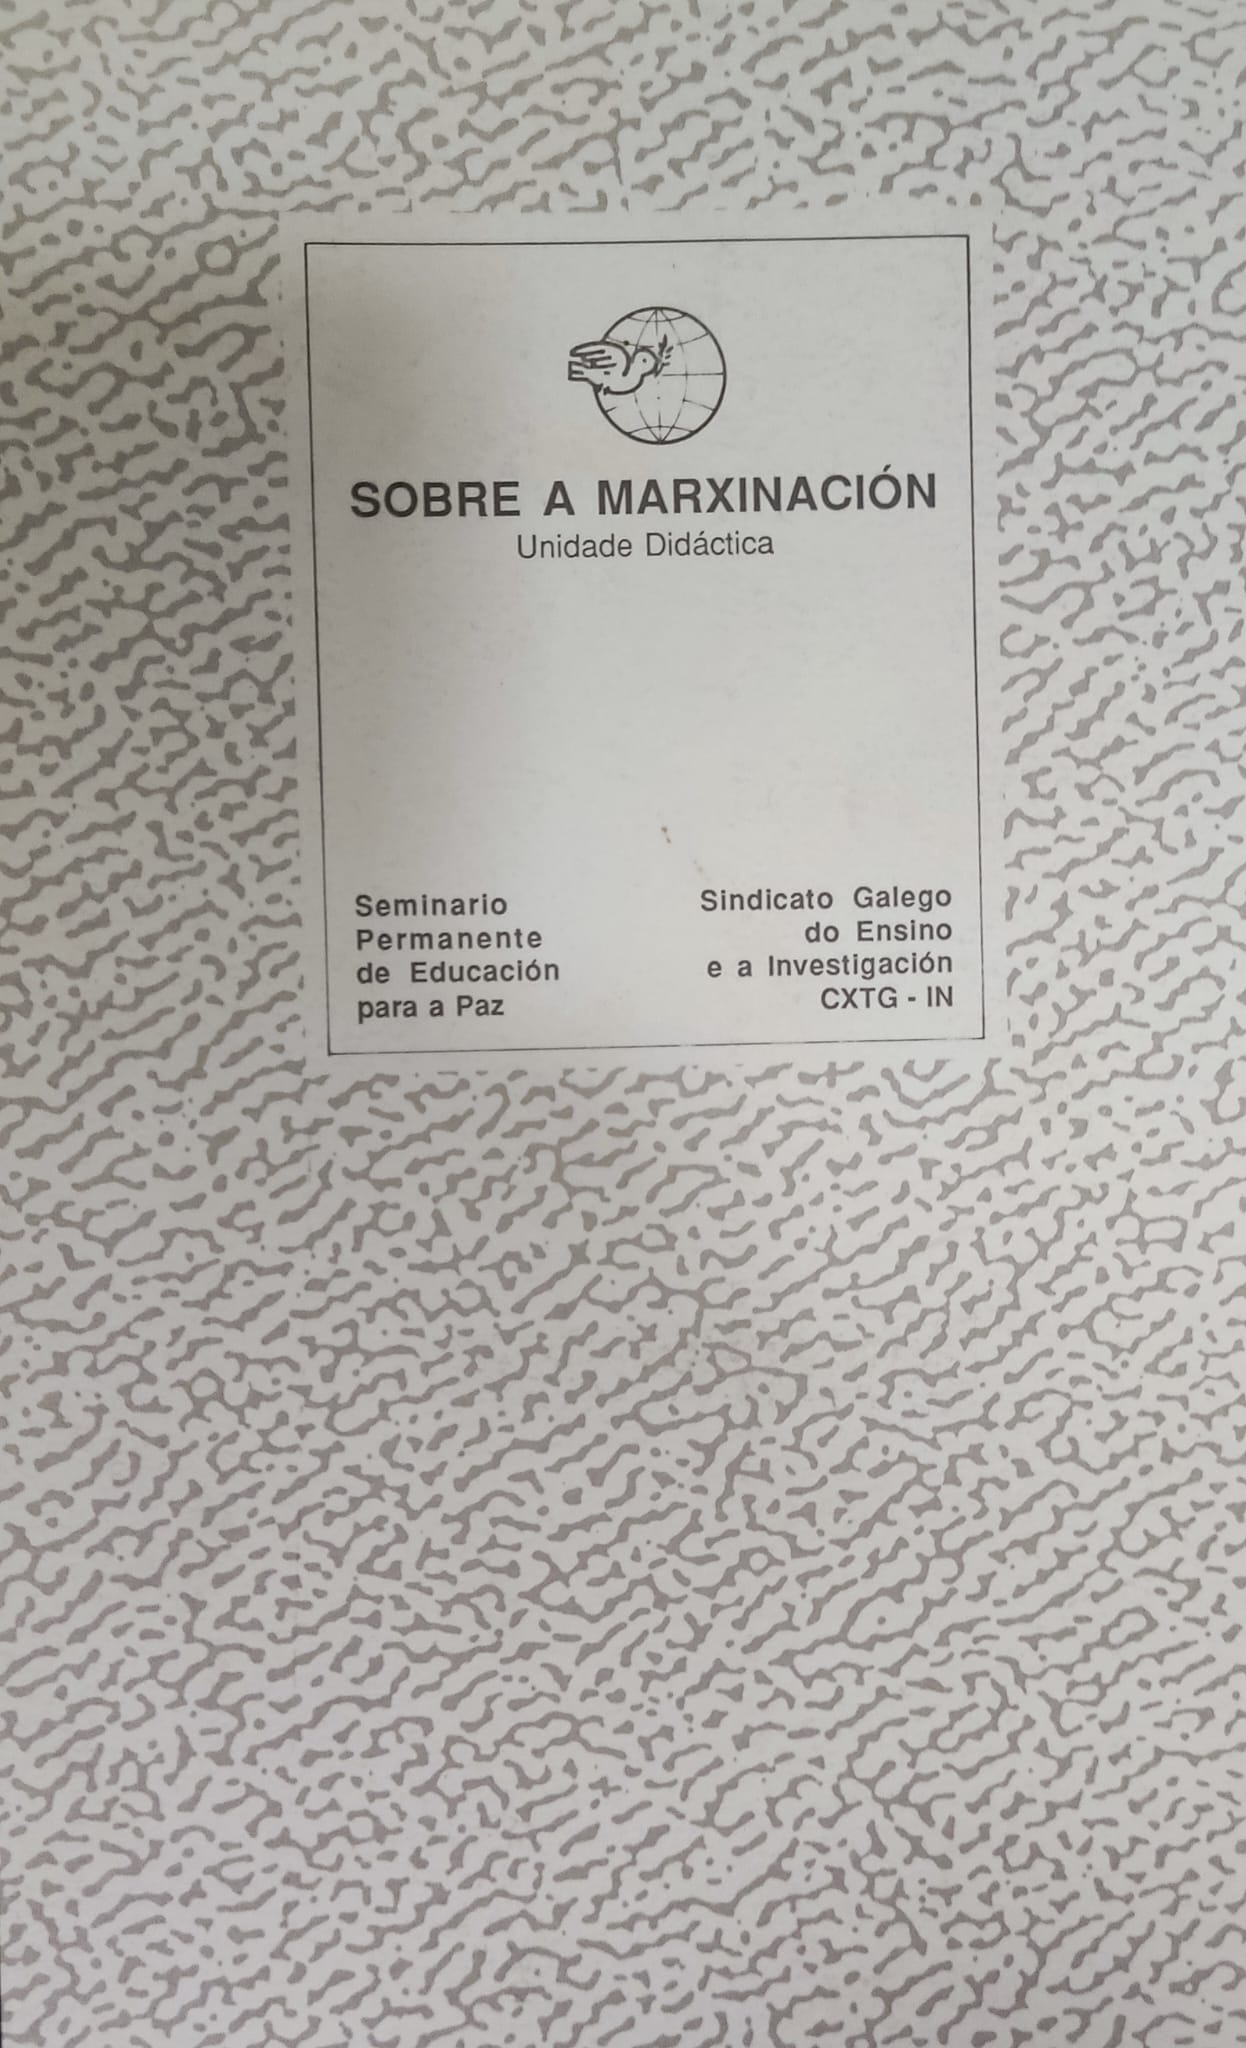 SOBRE A MARXINACIÓN
Unidade Didáctica
Seminario
Permanente
de Educación
para a Paz
Sindicato Galego
do Ensino
e a Investigación
CXTG - IN